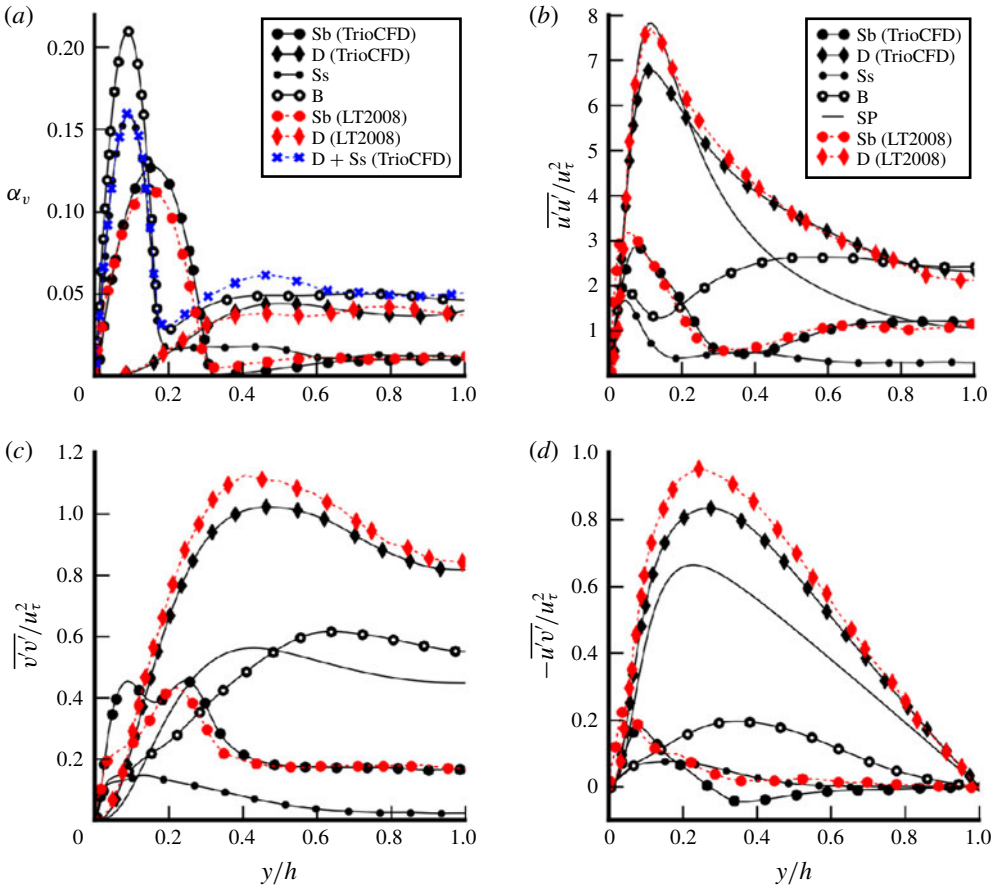 (a)
0.20
0.15
0.10
0.05
αv
Sb (TrioCFD)
D (TrioCFD)
Ss
B
Sb (LT2008)
D (LT2008)
D + Ss (TrioCFD)
0 0.2 0.4 0.6 0.8 1.0
(b)
8
7
6
5
4
3
2
1
u′u′/uτ²
Sb (TrioCFD)
D (TrioCFD)
Ss
B
SP
Sb (LT2008)
D (LT2008)
0 0.2 0.4 0.6 0.8 1.0
(c)
1.2
1.0
0.8
0.6
0.4
0.2
v′v′/uτ²
0 0.2 0.4 0.6 0.8 1.0
y/h
(d)
1.0
0.8
0.6
0.4
0.2
0
−u′v′/uτ²
0 0.2 0.4 0.6 0.8 1.0
y/h